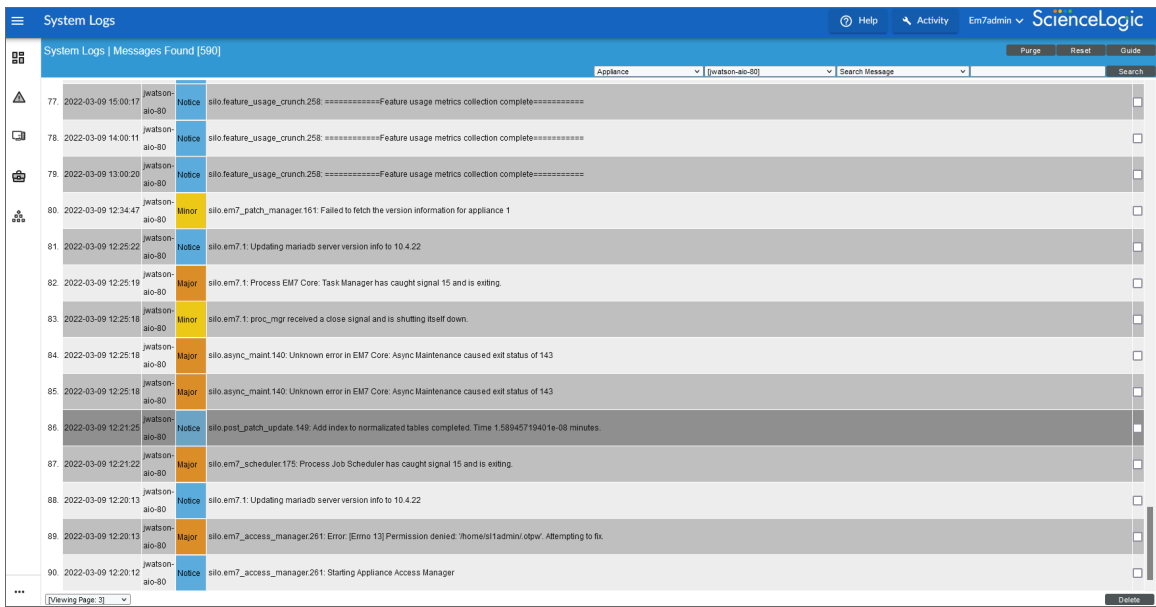 System Logs
Help
Activity
Em7admin
ScienceLogic
System Logs | Messages Found [590]
Purge
Reset
Guide
Appliance
[jwatson-aio-80]
Search Message
Search
77. 2022-03-09 15:00:17 jwatson-aio-80 Notice silo.feature_usage_crunch.258: ============Feature usage metrics collection complete===========
78. 2022-03-09 14:00:11 jwatson-aio-80 Notice silo.feature_usage_crunch.258: ============Feature usage metrics collection complete===========
79. 2022-03-09 13:00:20 jwatson-aio-80 Notice silo.feature_usage_crunch.258: ============Feature usage metrics collection complete===========
80. 2022-03-09 12:34:47 jwatson-aio-80 Minor silo.em7_patch_manager.161: Failed to fetch the version information for appliance 1
81. 2022-03-09 12:25:22 jwatson-aio-80 Notice silo.em7.1: Updating mariadb server version info to 10.4.22
82. 2022-03-09 12:25:19 jwatson-aio-80 Major silo.em7.1: Process EM7 Core: Task Manager has caught signal 15 and is exiting.
83. 2022-03-09 12:25:18 jwatson-aio-80 Minor silo.em7.1: proc_mgr received a close signal and is shutting itself down.
84. 2022-03-09 12:25:18 jwatson-aio-80 Major silo.async_maint.140: Unknown error in EM7 Core: Async Maintenance caused exit status of 143
85. 2022-03-09 12:25:18 jwatson-aio-80 Major silo.async_maint.140: Unknown error in EM7 Core: Async Maintenance caused exit status of 143
86. 2022-03-09 12:21:25 jwatson-aio-80 Notice silo.post_patch_update.149: Add index to normalizated tables completed. Time 1.58945719401e-08 minutes.
87. 2022-03-09 12:21:22 jwatson-aio-80 Major silo.em7_scheduler.175: Process Job Scheduler has caught signal 15 and is exiting.
88. 2022-03-09 12:20:13 jwatson-aio-80 Notice silo.em7.1: Updating mariadb server version info to 10.4.22
89. 2022-03-09 12:20:13 jwatson-aio-80 Major silo.em7_access_manager.261: Error: [Errno 13] Permission denied: '/home/sl1admin/.otpw'. Attempting to fix.
90. 2022-03-09 12:20:12 jwatson-aio-80 Notice silo.em7_access_manager.261: Starting Appliance Access Manager
[Viewing Page: 3]
Delete